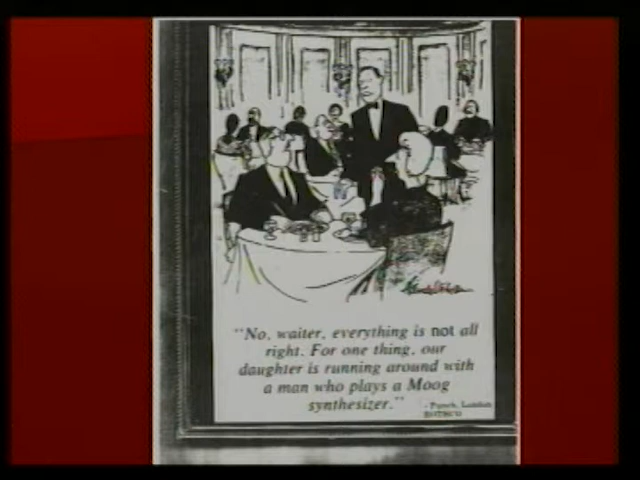 "No, waiter, everything is not all
right. For one thing, our
daughter is running around with
a man who plays a Moog
synthesizer."
- Punch, London
ROTHCO